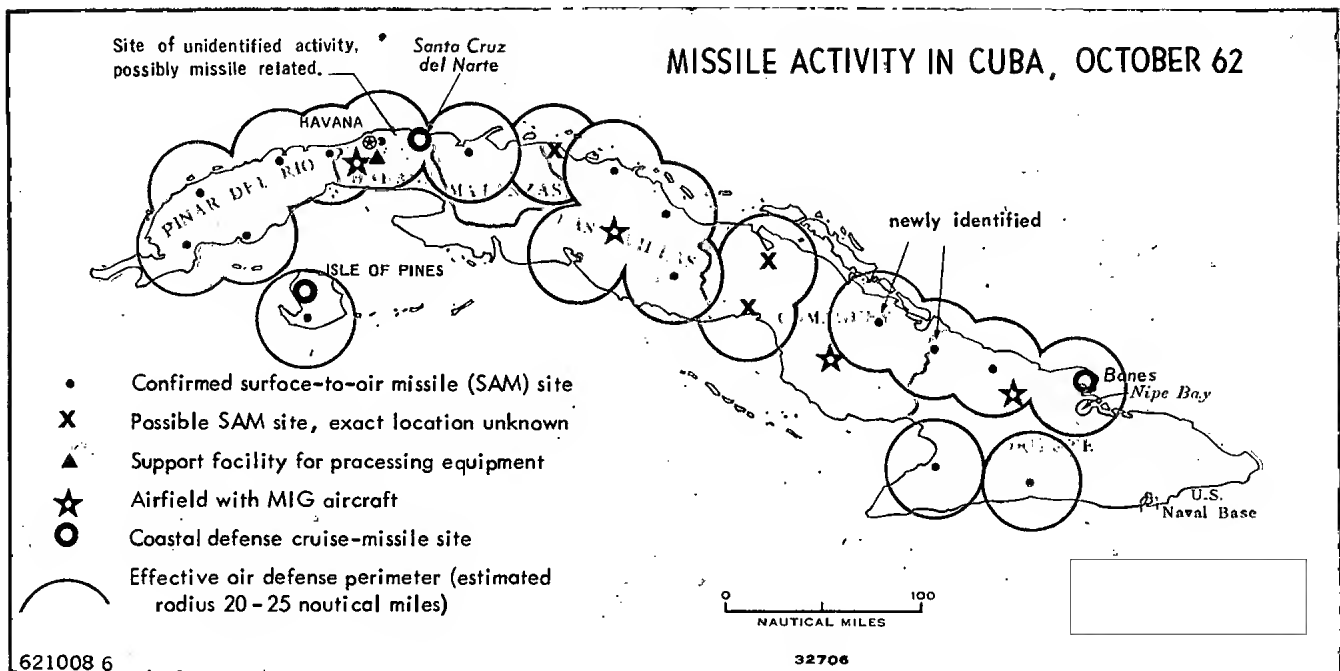 MISSILE ACTIVITY IN CUBA, OCTOBER 62
Site of unidentified activity,
possibly missile related.
Santa Cruz
del Narte
HAVANA
PINAR DEL RIO
ISLE OF PINES
newly identified
Banes
Nipe Bay
U.S.
Naval Base
Confirmed surface-to-air missile (SAM) site
X Possible SAM site, exact location unknown
Support focility for processing equipment
Airfield with MIG aircraft
Coastal defense cruise-missile site
Effective air defense perimeter (estimated
radius 20-25 nautical miles)
0 100
NAUTICAL MILES
621008 6
32706